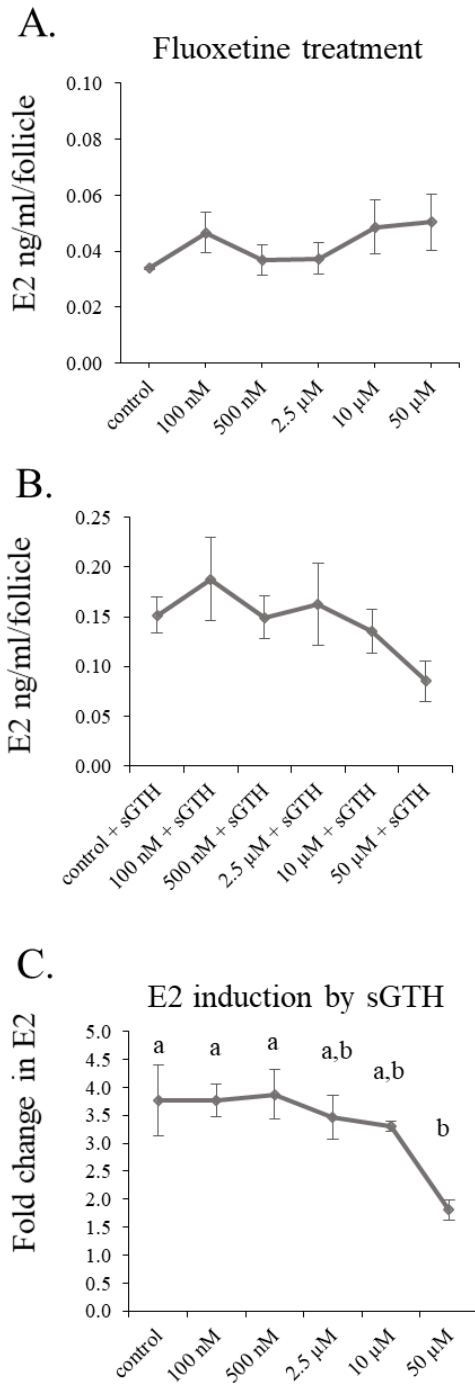 A.
Fluoxetine treatment
E2 ng/ml/follicle
0.10
0.08
0.06
0.04
0.02
0.00
control
100 nM
500 nM
2.5 µM
10 µM
50 µM
B.
E2 ng/ml/follicle
0.25
0.20
0.15
0.10
0.05
0.00
control + sGTH
100 nM + sGTH
500 nM + sGTH
2.5 µM + sGTH
10 µM + sGTH
50 µM + sGTH
C.
E2 induction by sGTH
Fold change in E2
5.0
4.5
4.0
3.5
3.0
2.5
2.0
1.5
1.0
0.5
0.0
a
a
a
a,b
a,b
b
control
100 nM
500 nM
2.5 µM
10 µM
50 µM